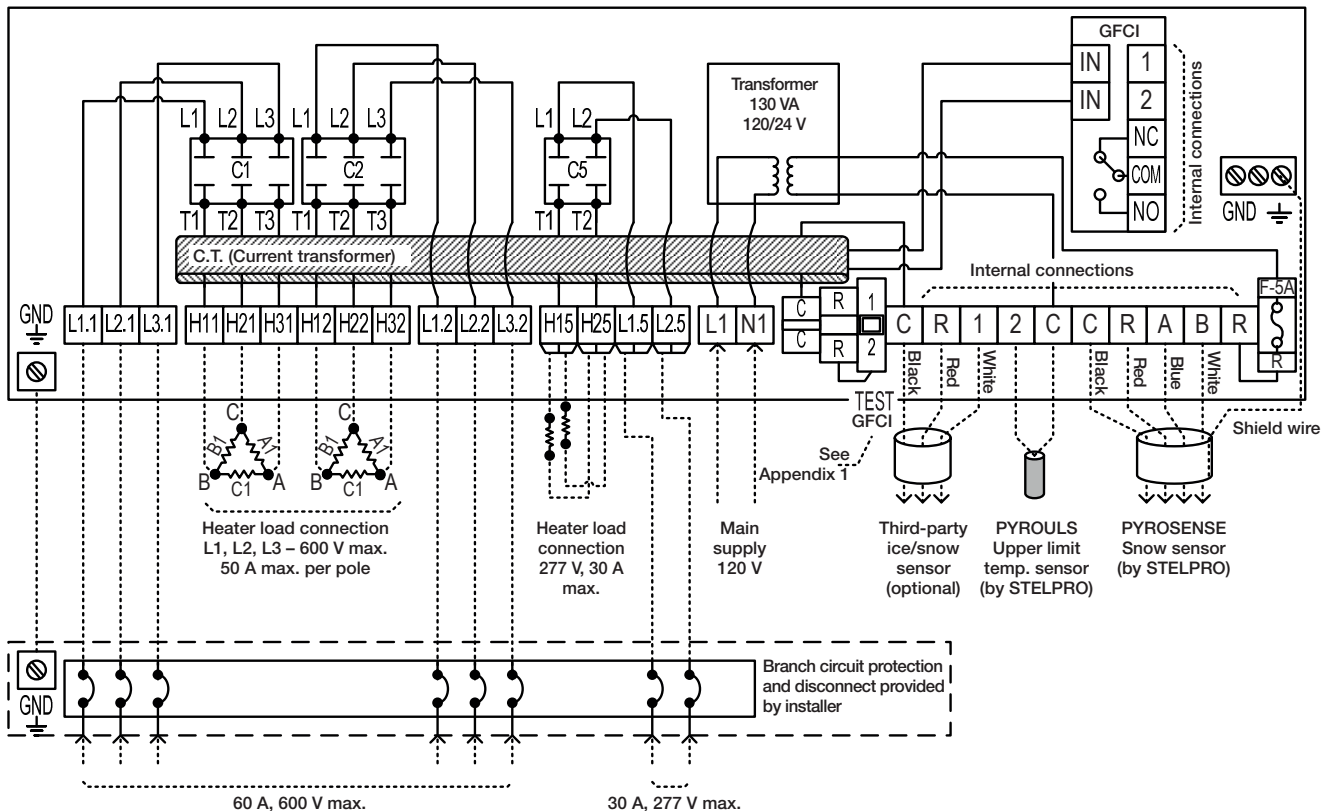 GFCI
IN 1
IN 2
NC
COM
NO
Internal connections
Transformer
130 VA
120/24 V
L1 L2 L3 L1 L2 L3 L1 L2
C1 C2 C5
T1 T2 T3 T1 T2 T3 T1 T2
GND
C.T. (Current transformer)
Internal connections
F-5A
R
GND
L1.1 L2.1 L3.1 H11 H21 H31 H12 H22 H32 L1.2 L2.2 L3.2 H15 H25 L1.5 L2.5 L1 N1
C R 1
C R 2
C R 1 2 C C R A B R
Black Red White Black Red Blue White
TEST
GFCI
See
Appendix 1
Shield wire
C C
B1 A1 B1 A1
B A B A
C1 C1
Heater load connection
L1, L2, L3 – 600 V max.
50 A max. per pole
Heater load
connection
277 V, 30 A
max.
Main
supply
120 V
Third-party
ice/snow
sensor
(optional)
PYROULS
Upper limit
temp. sensor
(by STELPRO)
PYROSENSE
Snow sensor
(by STELPRO)
GND
Branch circuit protection
and disconnect provided
by installer
60 A, 600 V max.
30 A, 277 V max.